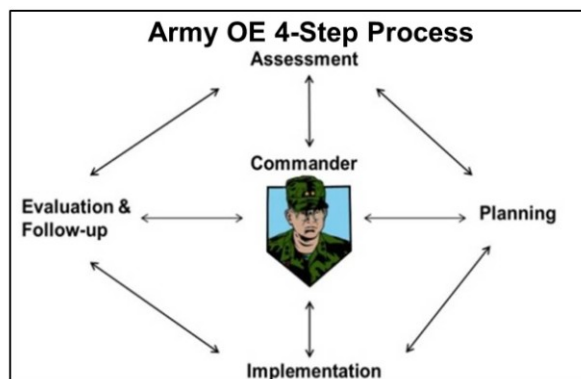 Army OE 4-Step Process
Assessment
Commander
Evaluation &
Follow-up
Planning
Implementation